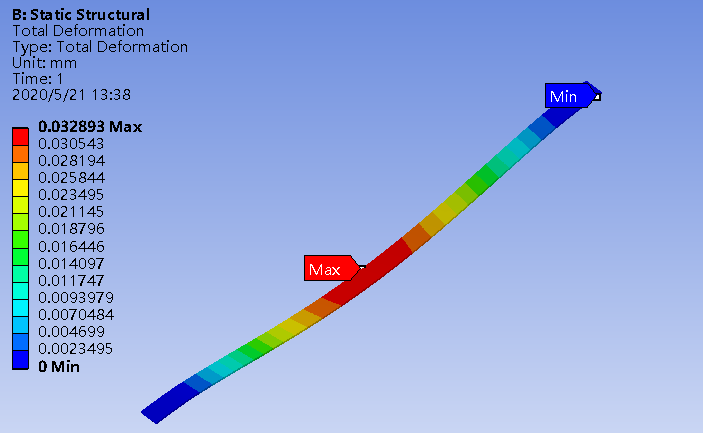 B: Static Structural
Total Deformation
Type: Total Deformation
Unit: mm
Time: 1
2020/5/21 13:38
0.032893 Max
0.030543
0.028194
0.025844
0.023495
0.021145
0.018796
0.016446
0.014097
0.011747
0.0093979
0.0070484
0.004699
0.0023495
0 Min
Min
Max